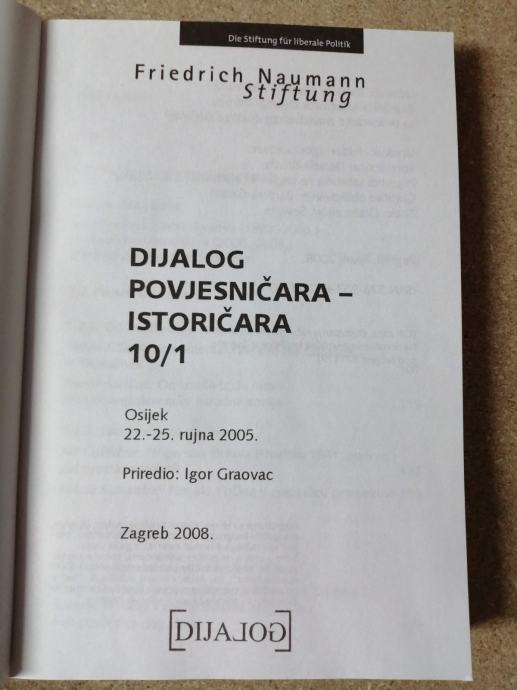 Die Stiftung für liberale Politik
Friedrich Naumann
Stiftung
DIJALOG
POVJESNIČARA –
ISTORIČARA
10/1
Osijek
22.-25. rujna 2005.
Priredio: Igor Graovac
Zagreb 2008.
[DIJALOG]